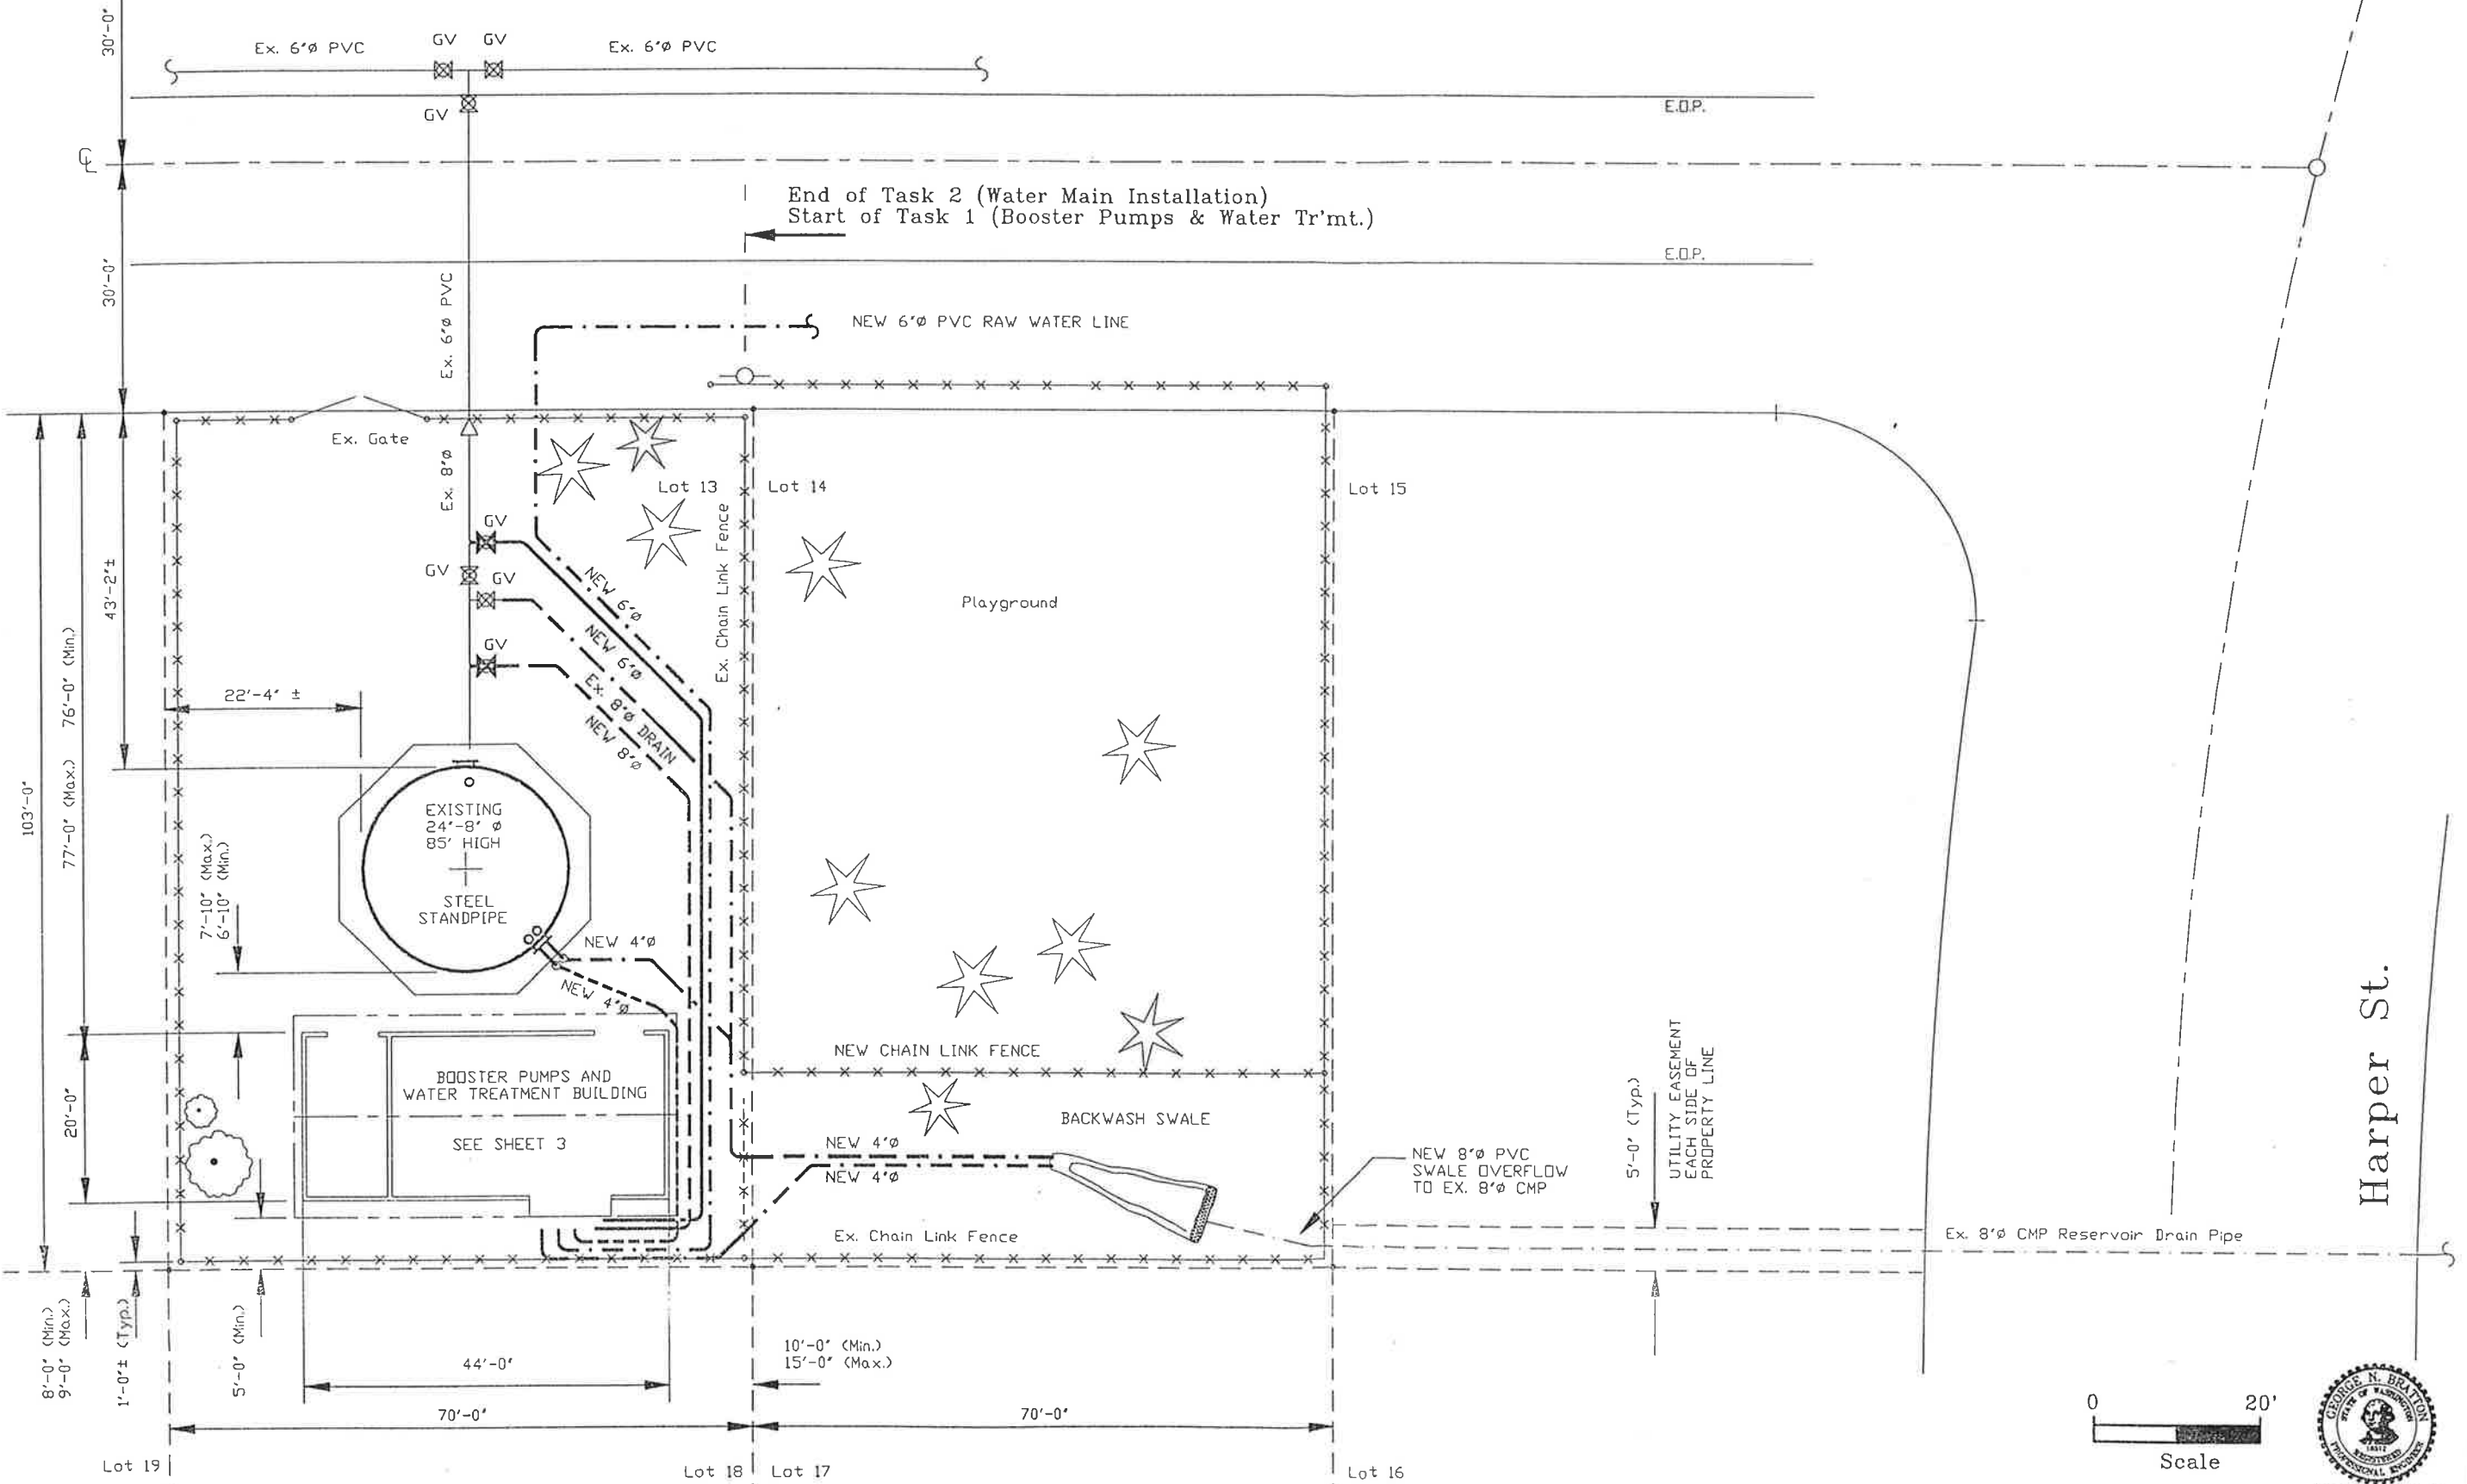 30'-0"
Ex. 6"Ø PVC
GV
GV
Ex. 6"Ø PVC
GV
E.O.P.
℄
End of Task 2 (Water Main Installation)
Start of Task 1 (Booster Pumps & Water Tr'mt.)
30'-0"
E.O.P.
Ex. 6"Ø PVC
NEW 6"Ø PVC RAW WATER LINE
Ex. Gate
Ex. 8"Ø
Lot 13
Lot 14
Lot 15
Ex. Chain Link Fence
GV
GV
GV
GV
NEW 6"Ø
NEW 6"Ø
Ex. 8"Ø DRAIN
NEW 8"Ø
Playground
43'-2"±
76'-0" (Min.)
77'-0" (Max.)
103'-0"
22'-4" ±
EXISTING
24'-8" Ø
85' HIGH
STEEL
STANDPIPE
7'-10" (Max.)
6'-10" (Min.)
NEW 4"Ø
NEW 4"Ø
NEW CHAIN LINK FENCE
BOOSTER PUMPS AND
WATER TREATMENT BUILDING
SEE SHEET 3
20'-0"
BACKWASH SWALE
NEW 4"Ø
NEW 4"Ø
NEW 8"Ø PVC
SWALE OVERFLOW
TO EX. 8"Ø CMP
5'-0" (Typ.)
UTILITY EASEMENT
EACH SIDE OF
PROPERTY LINE
Harper St.
Ex. Chain Link Fence
Ex. 8"Ø CMP Reservoir Drain Pipe
8'-0" (Min.)
9'-0" (Max.)
1'-0"± (Typ.)
5'-0" (Min.)
44'-0"
10'-0" (Min.)
15'-0" (Max.)
70'-0"
70'-0"
Lot 19
Lot 18
Lot 17
Lot 16
0
20'
Scale
GEORGE N. BRATTON
STATE OF WASHINGTON
REGISTERED
PROFESSIONAL ENGINEER